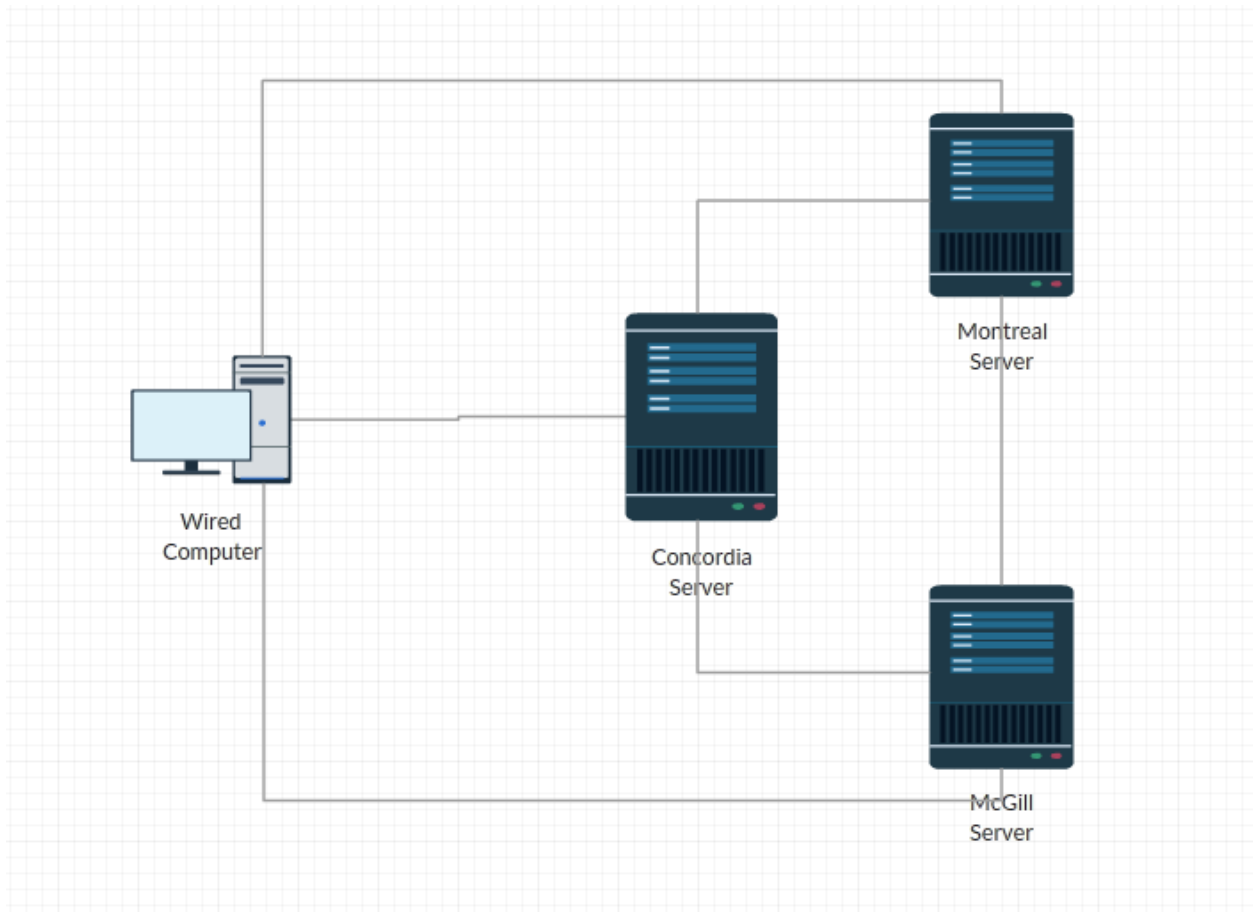 Montreal
Server
Wired
Computer
Concordia
Server
McGill
Server